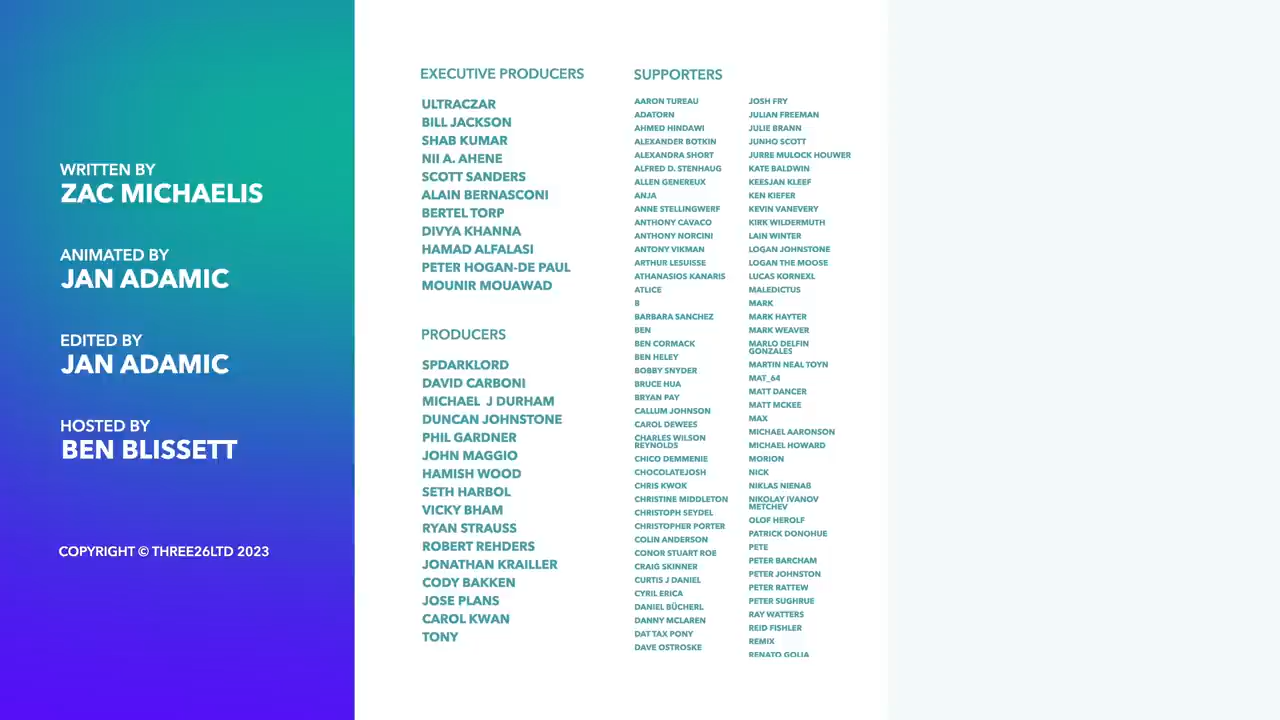 WRITTEN BY
ZAC MICHAELIS
ANIMATED BY
JAN ADAMIC
EDITED BY
JAN ADAMIC
HOSTED BY
BEN BLISSETT
COPYRIGHT © THREE26LTD 2023
EXECUTIVE PRODUCERS
ULTRACZAR
BILL JACKSON
SHAB KUMAR
NII A. AHENE
SCOTT SANDERS
ALAIN BERNASCONI
BERTEL TORP
DIVYA KHANNA
HAMAD ALFALASI
PETER HOGAN-DE PAUL
MOUNIR MOUAWAD
PRODUCERS
SPDARKLORD
DAVID CARBONI
MICHAEL J DURHAM
DUNCAN JOHNSTONE
PHIL GARDNER
JOHN MAGGIO
HAMISH WOOD
SETH HARBOL
VICKY BHAM
RYAN STRAUSS
ROBERT REHDERS
JONATHAN KRAILLER
CODY BAKKEN
JOSE PLANS
CAROL KWAN
TONY
SUPPORTERS
AARON TUREAU
ADATORN
AHMED HINDAWI
ALEXANDER BOTKIN
ALEXANDRA SHORT
ALFRED D. STENHAUG
ALLEN GENEREUX
ANJA
ANNE STELLINGWERF
ANTHONY CAVACO
ANTHONY NORCINI
ANTONY VIKMAN
ARTHUR LESUISSE
ATHANASIOS KANARIS
ATLICE
B
BARBARA SANCHEZ
BEN
BEN CORMACK
BEN HELEY
BOBBY SNYDER
BRUCE HUA
BRYAN PAY
CALLUM JOHNSON
CAROL DEWEES
CHARLES WILSON
REYNOLDS
CHICO DEMMENIE
CHOCOLATEJOSH
CHRIS KWOK
CHRISTINE MIDDLETON
CHRISTOPH SEYDEL
CHRISTOPHER PORTER
COLIN ANDERSON
CONOR STUART ROE
CRAIG SKINNER
CURTIS J DANIEL
CYRIL ERICA
DANIEL BÜCHERL
DANNY MCLAREN
DAT TAX PONY
DAVE OSTROSKE
JOSH FRY
JULIAN FREEMAN
JULIE BRANN
JUNHO SCOTT
JURRE MULOCK HOUWER
KATE BALDWIN
KEESJAN KLEEF
KEN KIEFER
KEVIN VANEVERY
KIRK WILDERMUTH
LAIN WINTER
LOGAN JOHNSTONE
LOGAN THE MOOSE
LUCAS KORNEXL
MALEDICTUS
MARK
MARK HAYTER
MARK WEAVER
MARLO DELFIN
GONZALES
MARTIN NEAL TOYN
MAT_64
MATT DANCER
MATT MCKEE
MAX
MICHAEL AARONSON
MICHAEL HOWARD
MORION
NICK
NIKLAS NIENAß
NIKOLAY IVANOV
METCHEV
OLOF HEROLF
PATRICK DONOHUE
PETE
PETER BARCHAM
PETER JOHNSTON
PETER RATTEW
PETER SUGHRUE
RAY WATTERS
REID FISHLER
REMIX
RENATO GOLIA